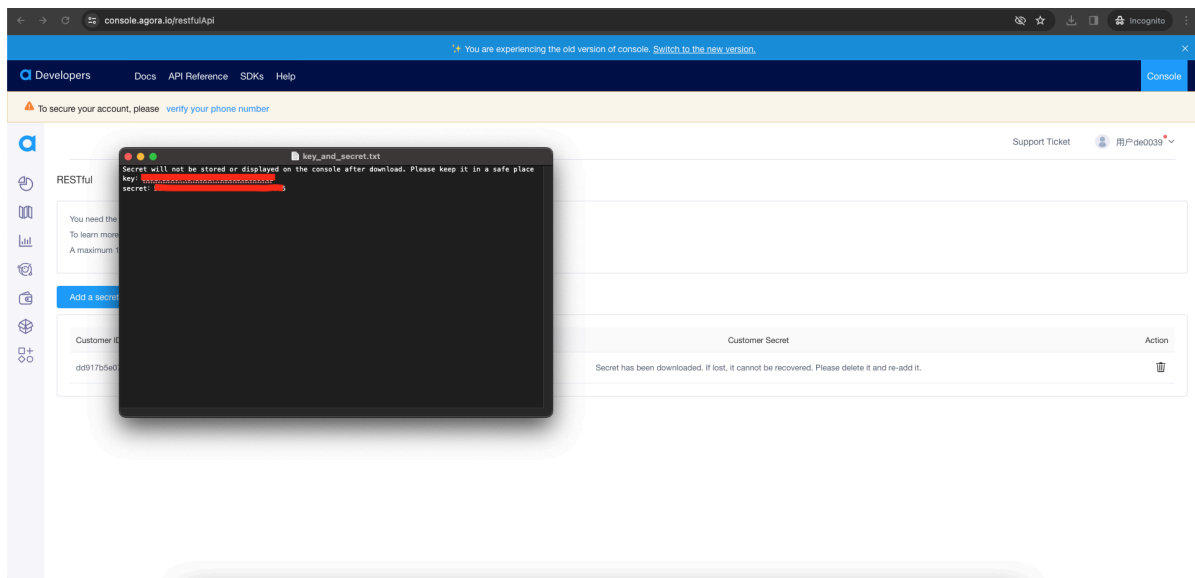 console.agora.io/restfulApi
Incognito
You are experiencing the old version of console. Switch to the new version.
Developers Docs API Reference SDKs Help Console
To secure your account, please verify your phone number
Support Ticket 用户de0039
key_and_secret.txt
Secret will not be stored or displayed on the console after download. Please keep it in a safe place
key:
secret:
RESTful
You need the
To learn more
A maximum 1
Add a secret
Customer ID Customer Secret Action
dd917b5e0 Secret has been downloaded. If lost, it cannot be recovered. Please delete it and re-add it.